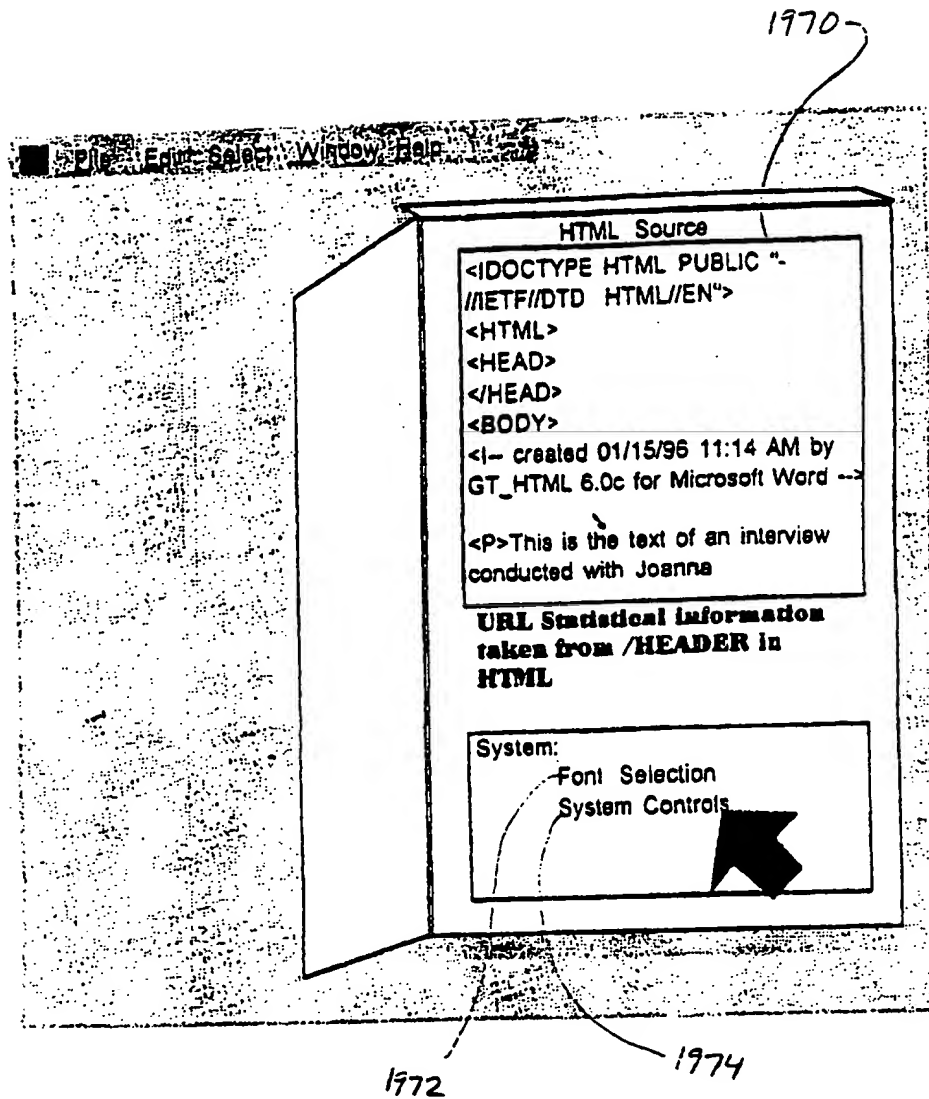 1970
File Edit Select Window Help
HTML Source
<!DOCTYPE HTML PUBLIC "-
//IETF//DTD HTML//EN">
<HTML>
<HEAD>
</HEAD>
<BODY>
<!-- created 01/15/96 11:14 AM by
GT_HTML 6.0c for Microsoft Word -->
<P>This is the text of an interview
conducted with Joanna
URL Statistical information
taken from /HEADER in
HTML
System:
Font Selection
System Controls
1972
1974